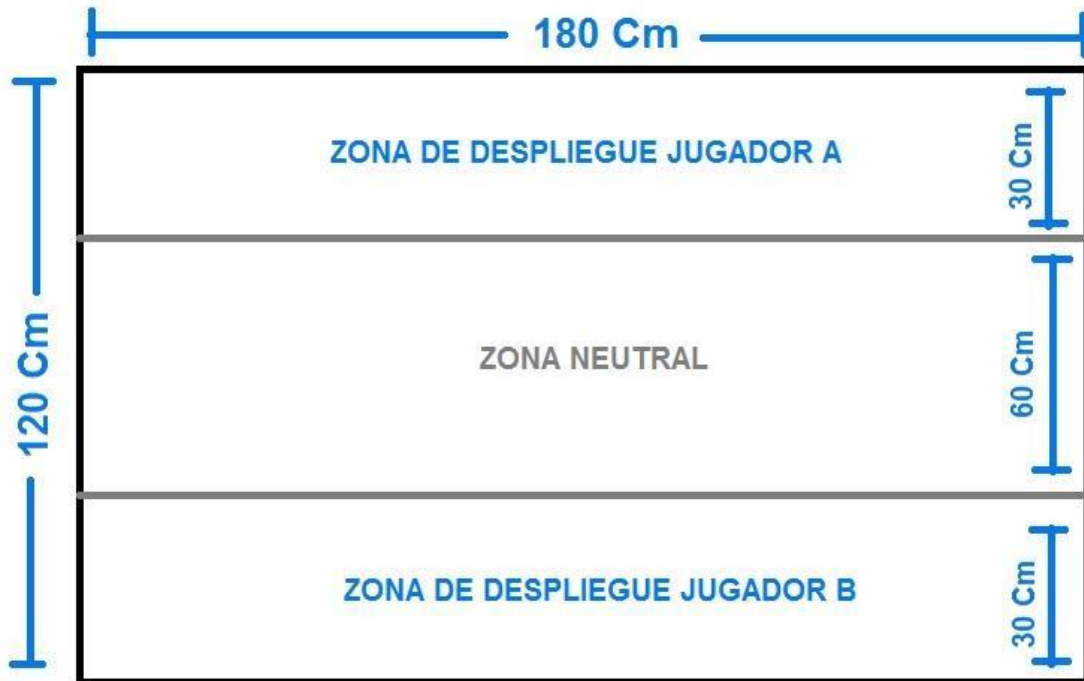 180 Cm
ZONA DE DESPLIEGUE JUGADOR A
30 Cm
120 Cm
ZONA NEUTRAL
60 Cm
ZONA DE DESPLIEGUE JUGADOR B
30 Cm